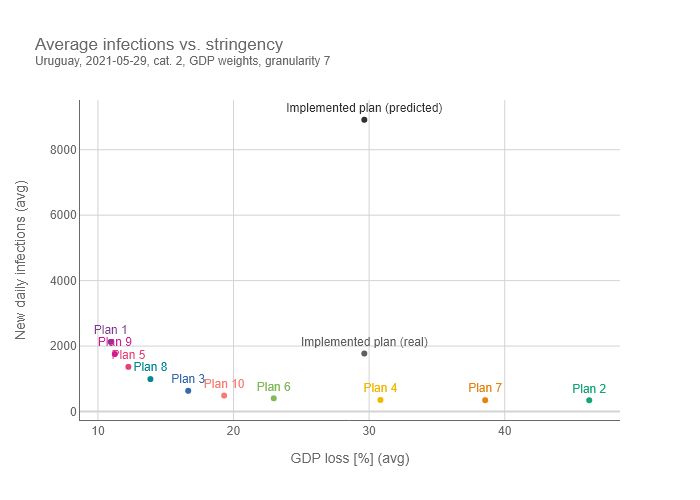 Average infections vs. stringency
Uruguay, 2021-05-29, cat. 2, GDP weights, granularity 7
Implemented plan (predicted)
8000
6000
4000
2000
0
New daily infections (avg)
Plan 1
Plan 9
Plan 5
Plan 8
Plan 3
Plan 10
Plan 6
Implemented plan (real)
Plan 4
Plan 7
Plan 2
10
20
30
40
GDP loss [%] (avg)